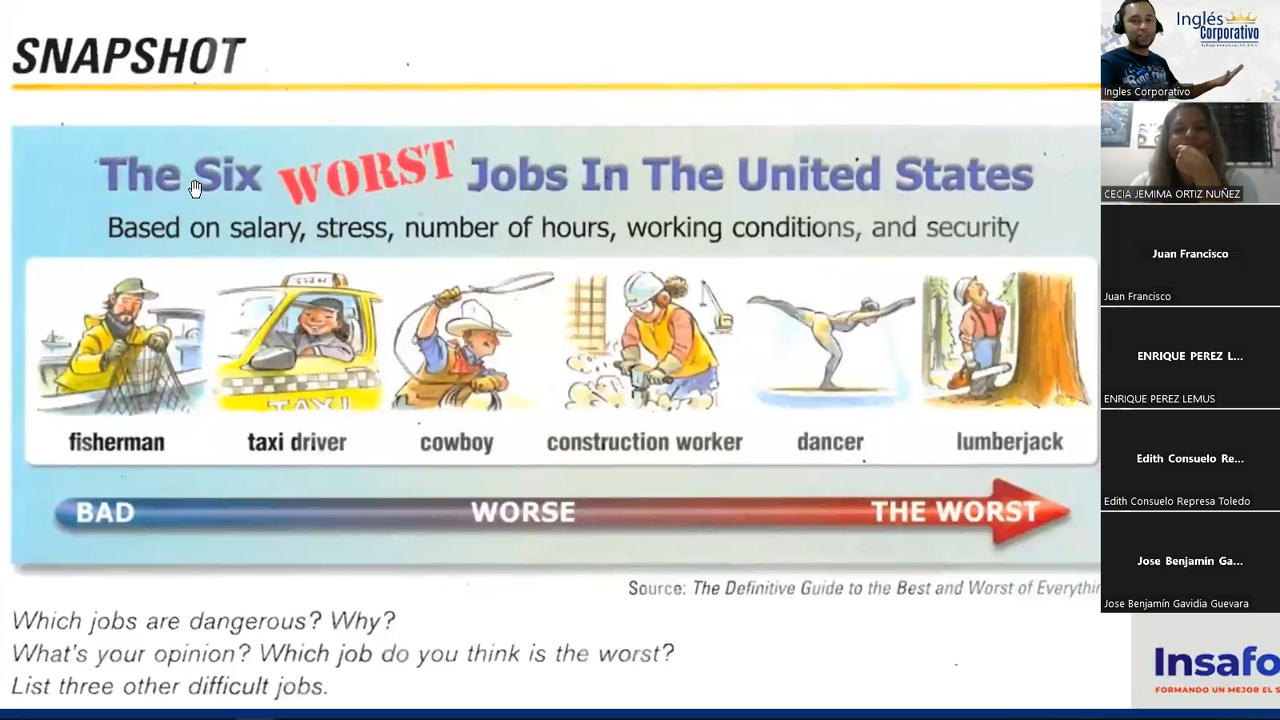 SNAPSHOT
The Six WORST Jobs In The United States
Based on salary, stress, number of hours, working conditions, and security
TAXI
fisherman taxi driver cowboy construction worker dancer lumberjack
BAD WORSE THE WORST
Source: The Definitive Guide to the Best and Worst of Everythin
Which jobs are dangerous? Why?
What's your opinion? Which job do you think is the worst?
List three other difficult jobs.
Inglés
Corporativo
Ingles Corporativo
CECIA JEMIMA ORTIZ NUÑEZ
Juan Francisco
Juan Francisco
ENRIQUE PEREZ L...
ENRIQUE PEREZ LEMUS
Edith Consuelo Re...
Edith Consuelo Represa Toledo
Jose Benjamin Ga...
Jose Benjamín Gavidia Guevara
Insafo
FORMANDO UN MEJOR EL S